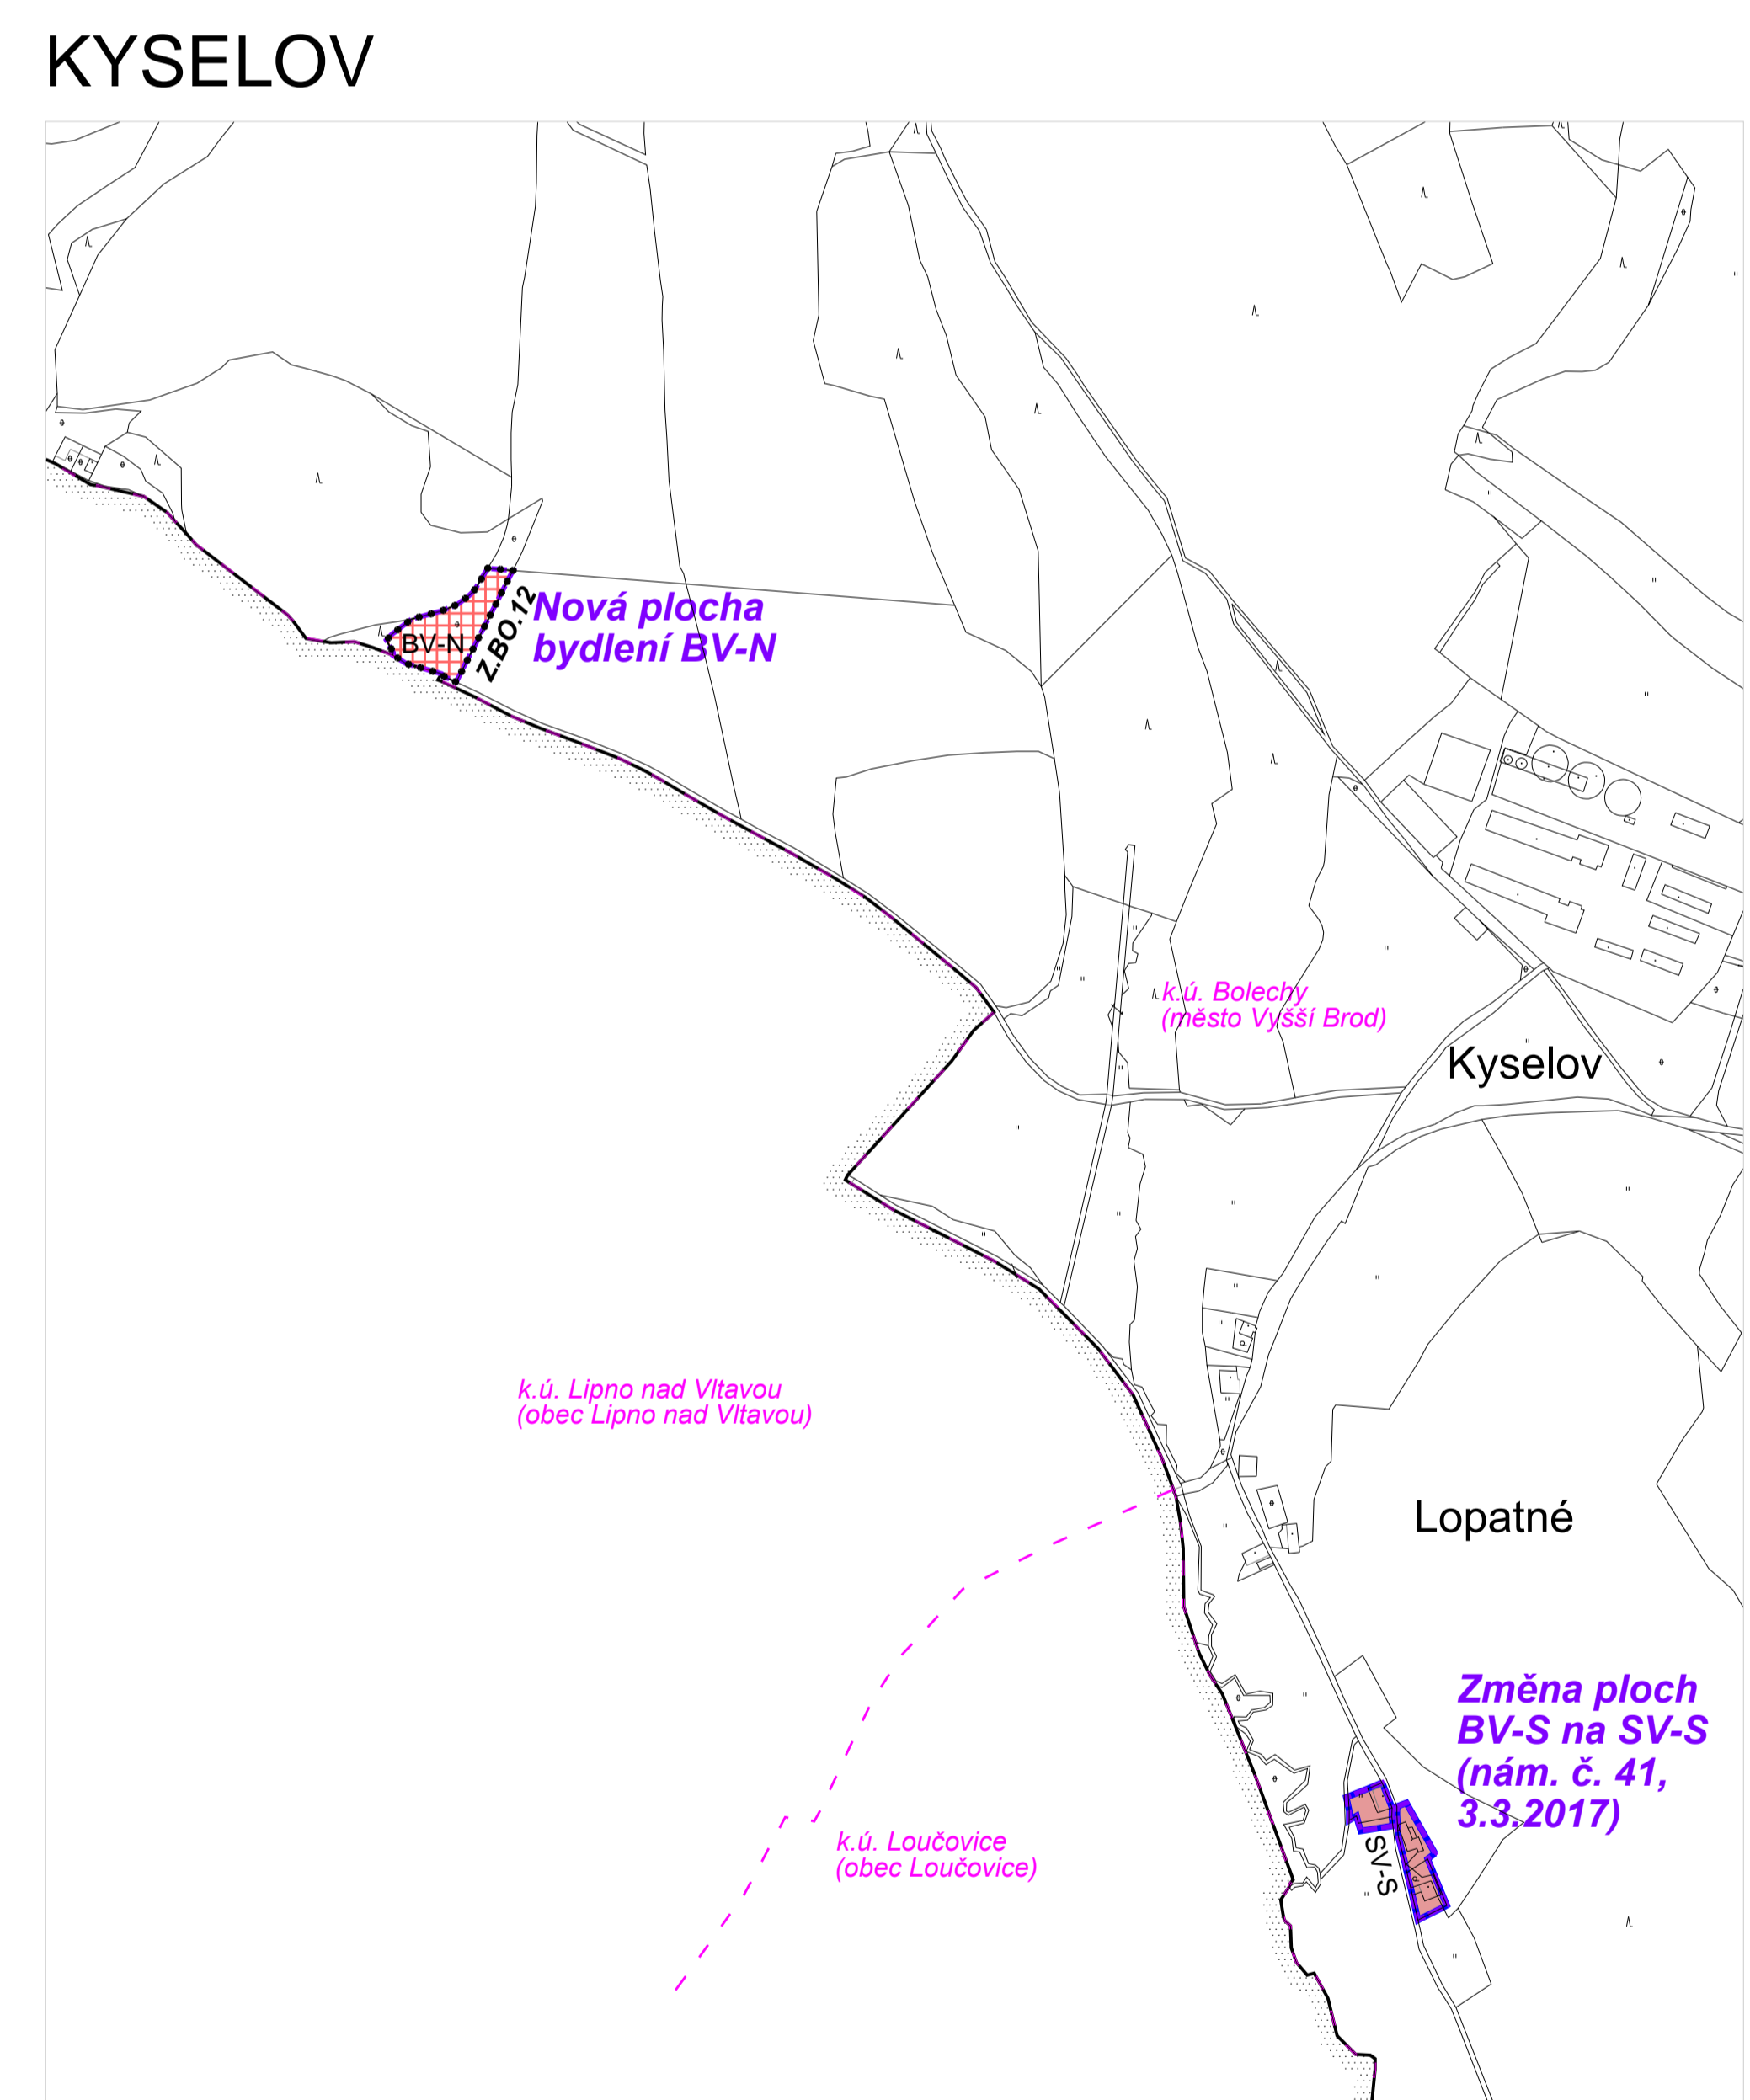 KYSELOV
BV-N
Z.BO.12
Nová plocha
bydlení BV-N
k.ú. Bolechy
(město Vyšší Brod)
Kyselov
k.ú. Lipno nad Vltavou
(obec Lipno nad Vltavou)
Lopatné
Změna ploch
BV-S na SV-S
(nám. č. 41,
3.3.2017)
k.ú. Loučovice
(obec Loučovice)
SV-S